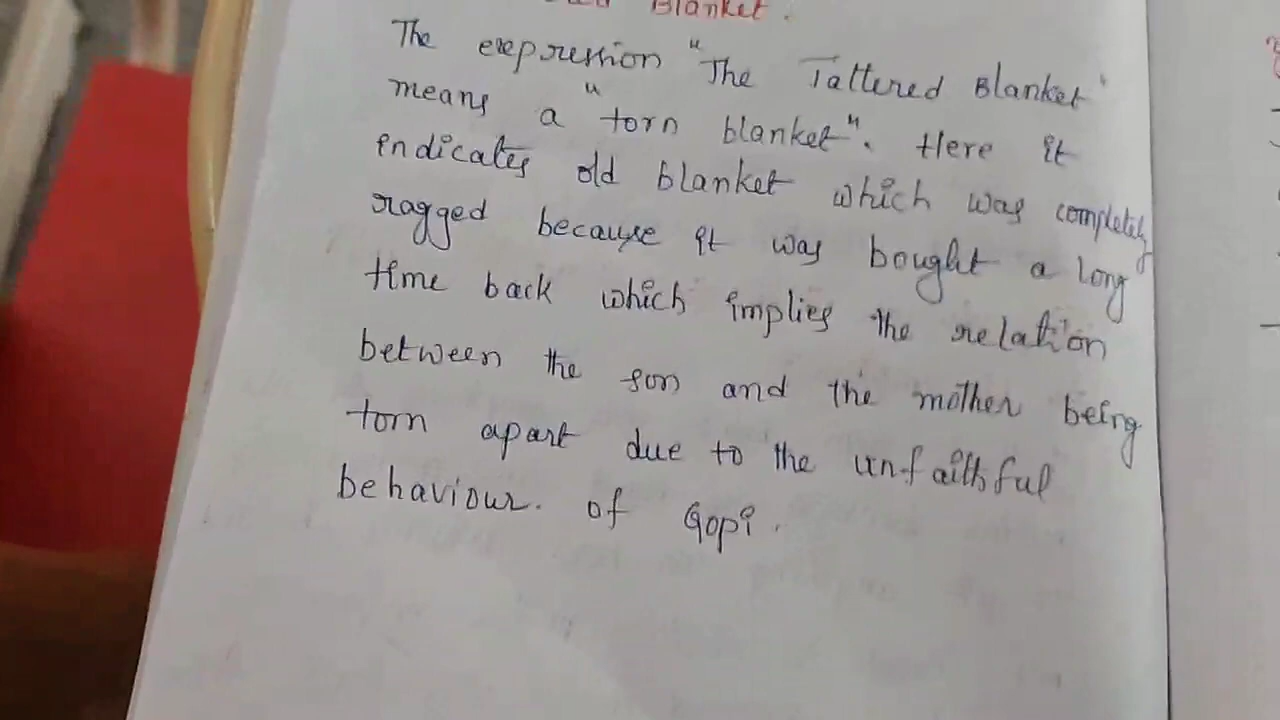 Blanket.
The expression "The Tattered Blanket"
means a "torn blanket". Here it
indicates old blanket which was completely
ragged because it was bought a long
time back which implies the relation
between the son and the mother being
torn apart due to the unfaithful
behaviour. of Gopi.